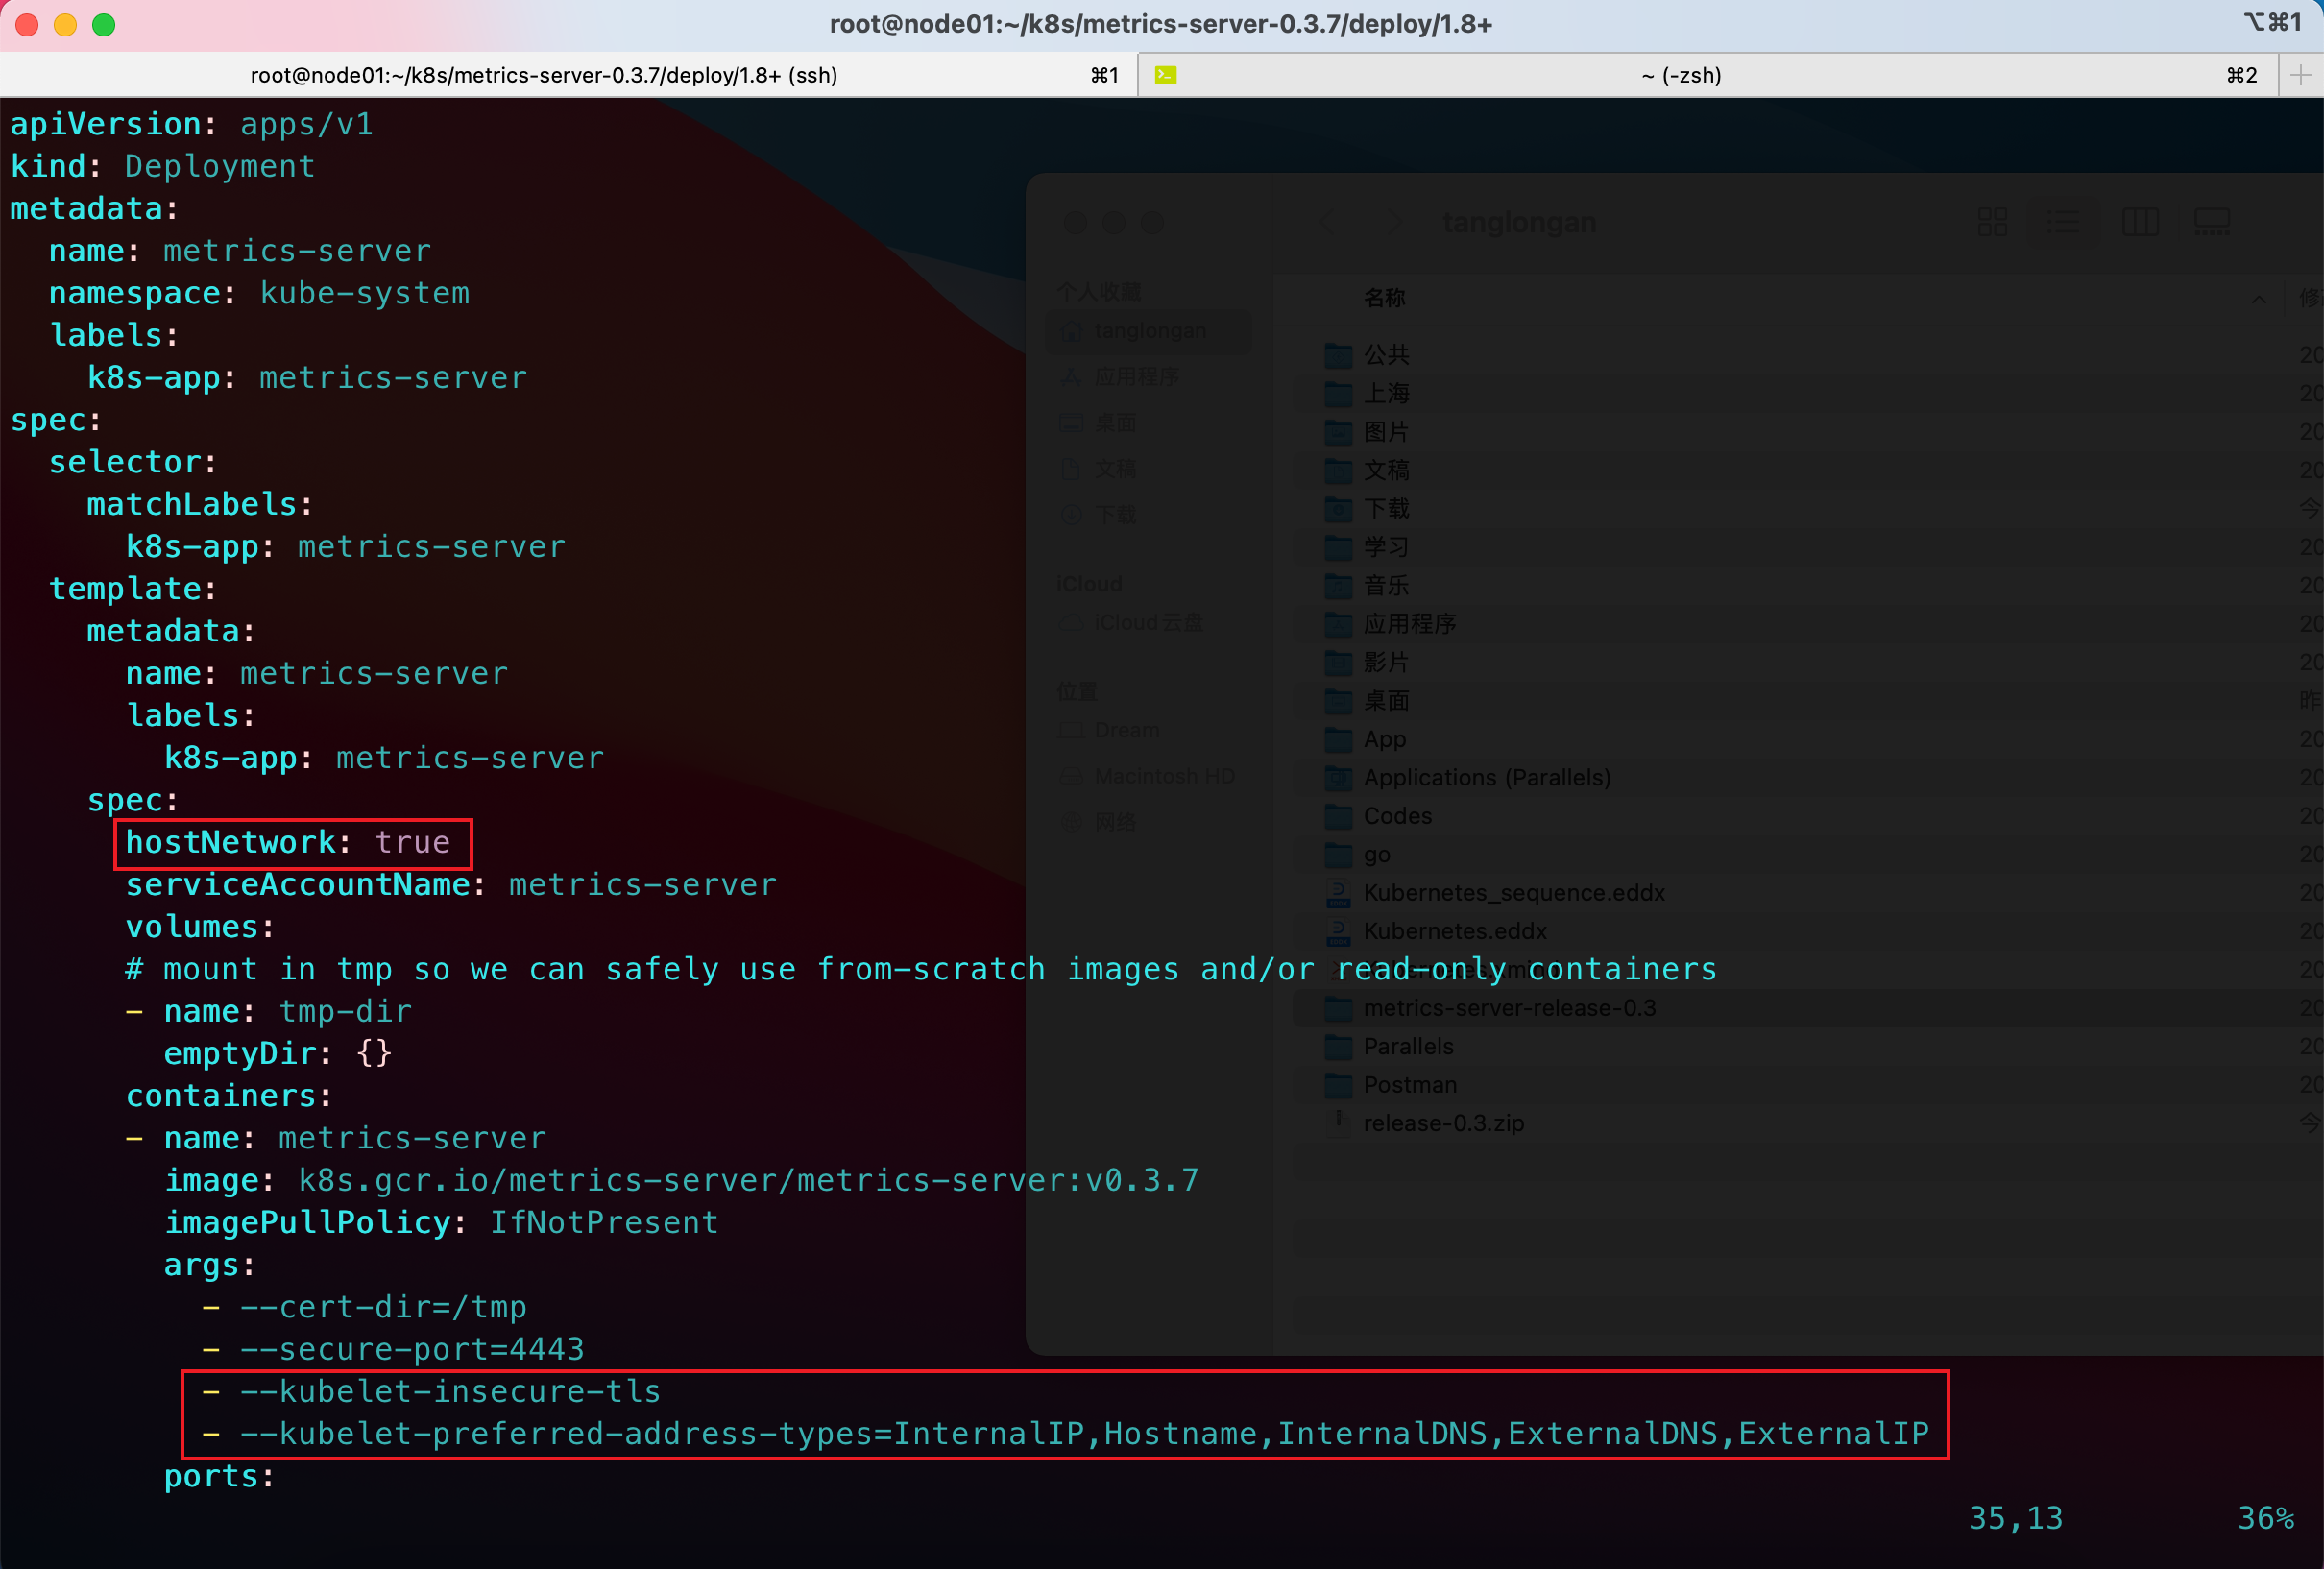 root@node01:~/k8s/metrics-server-0.3.7/deploy/1.8+
⌥⌘1
root@node01:~/k8s/metrics-server-0.3.7/deploy/1.8+ (ssh)
⌘1
~ (-zsh)
⌘2
apiVersion: apps/v1
kind: Deployment
metadata:
  name: metrics-server
  namespace: kube-system
  labels:
    k8s-app: metrics-server
spec:
  selector:
    matchLabels:
      k8s-app: metrics-server
  template:
    metadata:
      name: metrics-server
      labels:
        k8s-app: metrics-server
    spec:
      hostNetwork: true
      serviceAccountName: metrics-server
      volumes:
      # mount in tmp so we can safely use from-scratch images and/or read-only containers
      - name: tmp-dir
        emptyDir: {}
      containers:
      - name: metrics-server
        image: k8s.gcr.io/metrics-server/metrics-server:v0.3.7
        imagePullPolicy: IfNotPresent
        args:
          - --cert-dir=/tmp
          - --secure-port=4443
          - --kubelet-insecure-tls
          - --kubelet-preferred-address-types=InternalIP,Hostname,InternalDNS,ExternalDNS,ExternalIP
        ports:
35,13
36%
tanglongan
个人收藏
tanglongan
应用程序
桌面
文稿
下载
iCloud
iCloud云盘
位置
Dream
Macintosh HD
网络
名称
公共
上海
图片
文稿
下载
学习
音乐
应用程序
影片
桌面
App
Applications (Parallels)
Codes
go
Kubernetes_sequence.eddx
Kubernetes.eddx
metrics-server-release-0.3
Parallels
Postman
release-0.3.zip